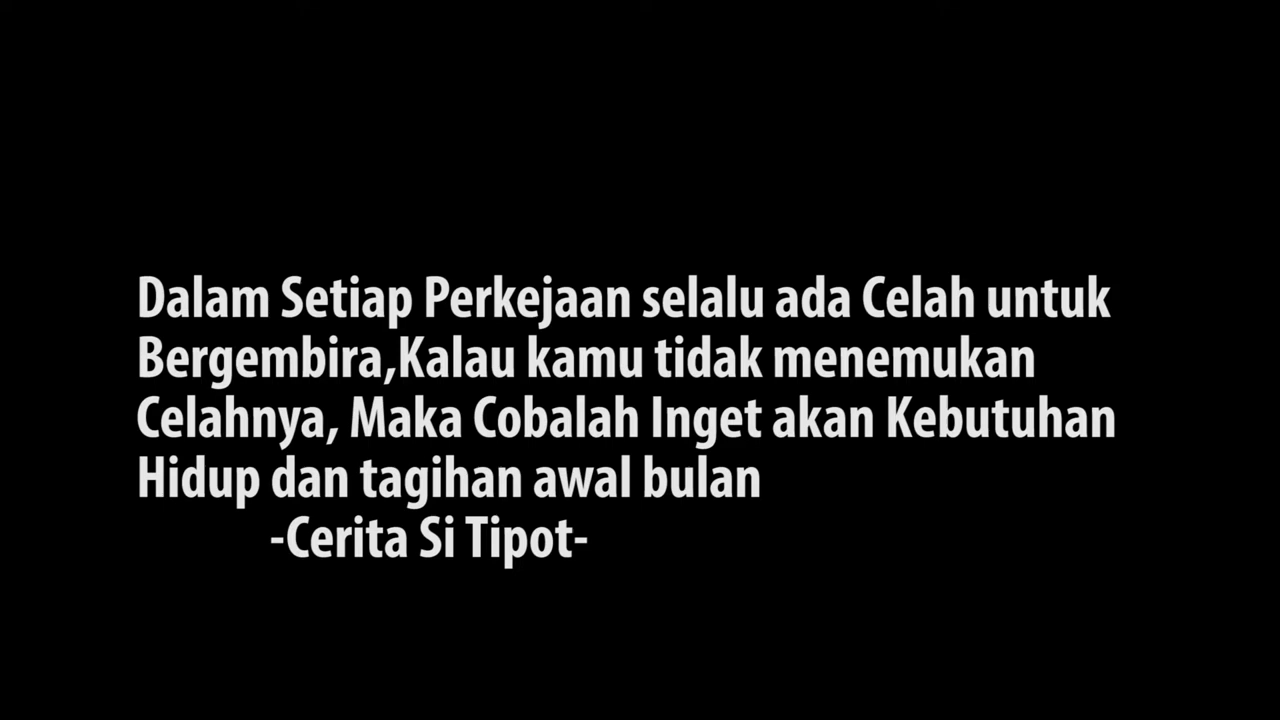 Dalam Setiap Perkejaan selalu ada Celah untuk
Bergembira,Kalau kamu tidak menemukan
Celahnya, Maka Cobalah Inget akan Kebutuhan
Hidup dan tagihan awal bulan
-Cerita Si Tipot-